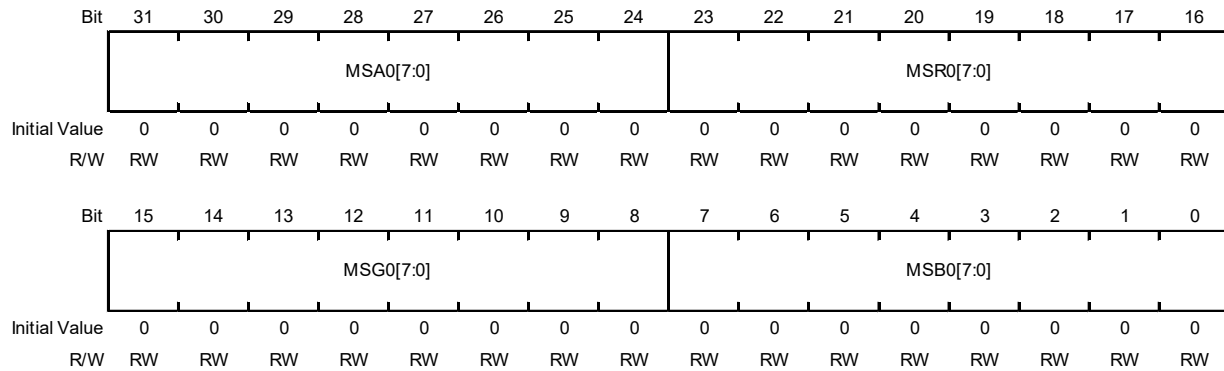 Bit 31 30 29 28 27 26 25 24 23 22 21 20 19 18 17 16
MSA0[7:0] MSR0[7:0]
Initial Value 0 0 0 0 0 0 0 0 0 0 0 0 0 0 0 0
R/W RW RW RW RW RW RW RW RW RW RW RW RW RW RW RW RW
Bit 15 14 13 12 11 10 9 8 7 6 5 4 3 2 1 0
MSG0[7:0] MSB0[7:0]
Initial Value 0 0 0 0 0 0 0 0 0 0 0 0 0 0 0 0
R/W RW RW RW RW RW RW RW RW RW RW RW RW RW RW RW RW